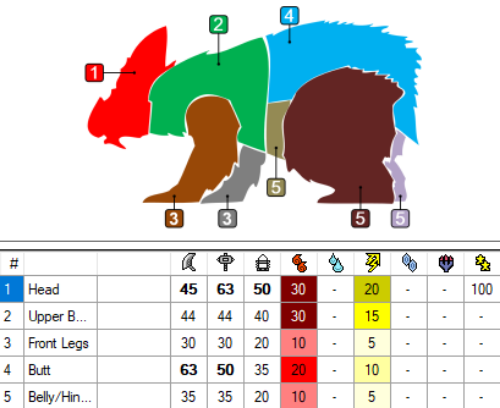 2
4
1
5
3
3
5
5
#
1 Head 45 63 50 30 - 20 - - 100
2 Upper B... 44 44 40 30 - 15 - - -
3 Front Legs 30 30 20 10 - 5 - - -
4 Butt 63 50 35 20 - 10 - - -
5 Belly/Hin... 35 35 20 10 - 5 - - -